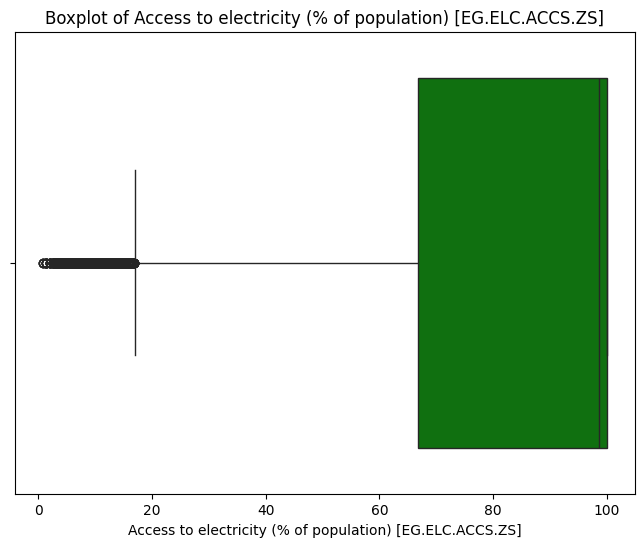 Boxplot of Access to electricity (% of population) [EG.ELC.ACCS.ZS]
0 20 40 60 80 100
Access to electricity (% of population) [EG.ELC.ACCS.ZS]